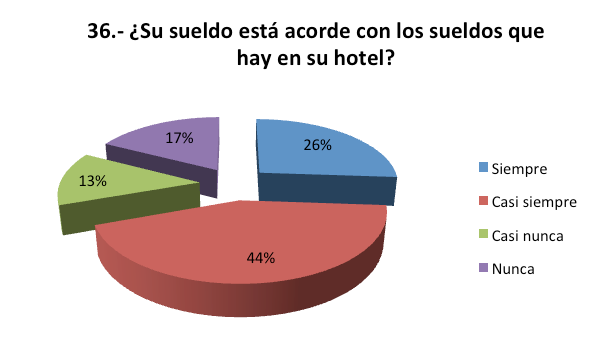 36.- ¿Su sueldo está acorde con los sueldos que
hay en su hotel?
17%
26%
13%
44%
Siempre
Casi siempre
Casi nunca
Nunca